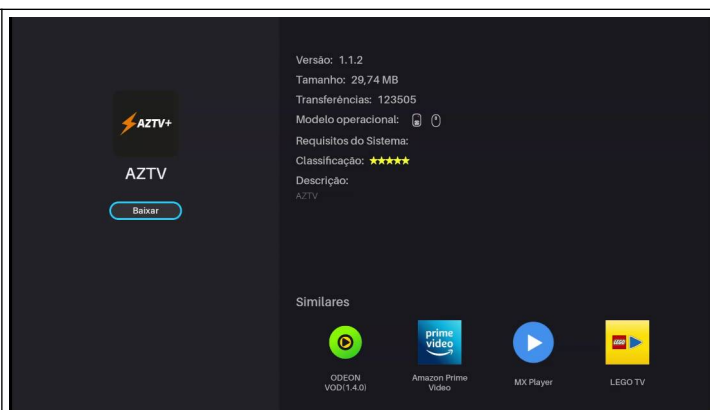 AZTV+
AZTV
Baixar
Versão: 1.1.2
Tamanho: 29,74 MB
Transferências: 123505
Modelo operacional:
Requisitos do Sistema:
Classificação: ★★★★★
Descrição:
AZTV
Similares
prime
video
LEGO
ODEON
VOD(1.4.0)
Amazon Prime
Video
MX Player
LEGO TV